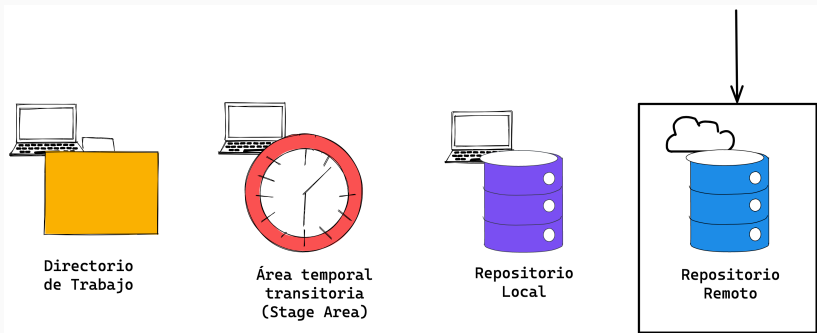 Directorio
de Trabajo
Área temporal
transitoria
(Stage Area)
Repositorio
Local
Repositorio
Remoto